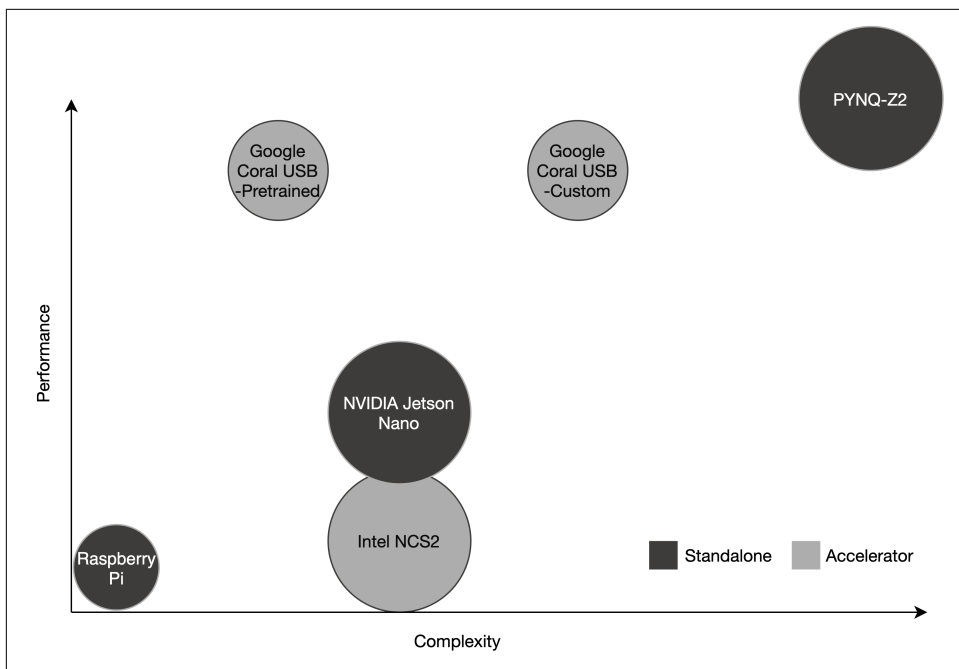 PYNQ-Z2
Google
Coral USB
-Pretrained
Google
Coral USB
-Custom
Performance
NVIDIA Jetson
Nano
Intel NCS2
Raspberry
Pi
Standalone
Accelerator
Complexity